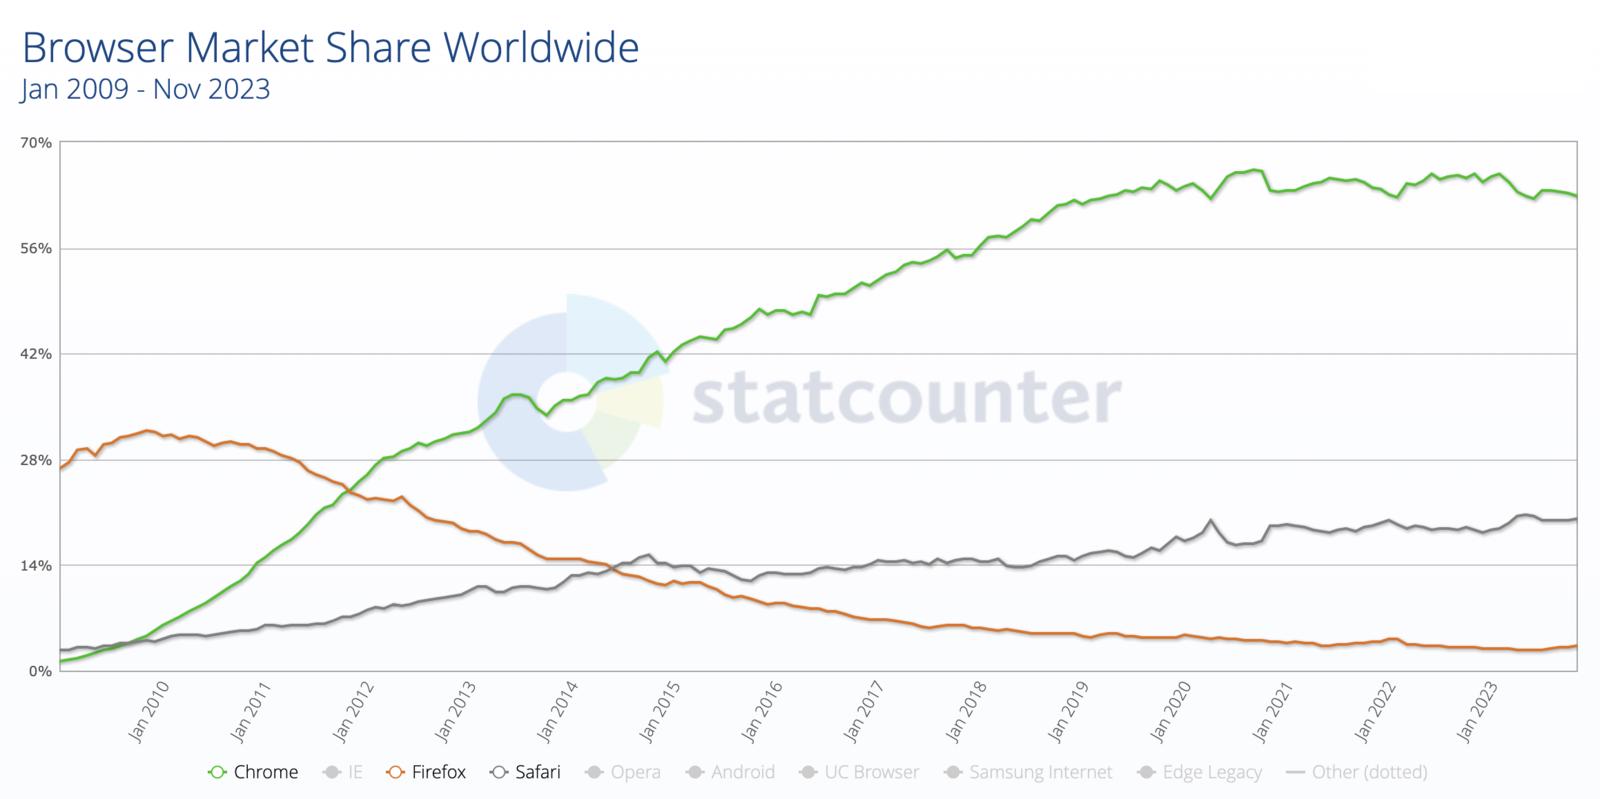 Browser Market Share Worldwide
Jan 2009 - Nov 2023
70%
56%
42%
28%
14%
0%
statcounter
Jan 2010
Jan 2011
Jan 2012
Jan 2013
Jan 2014
Jan 2015
Jan 2016
Jan 2017
Jan 2018
Jan 2019
Jan 2020
Jan 2021
Jan 2022
Jan 2023
Chrome IE Firefox Safari Opera Android UC Browser Samsung Internet Edge Legacy Other (dotted)